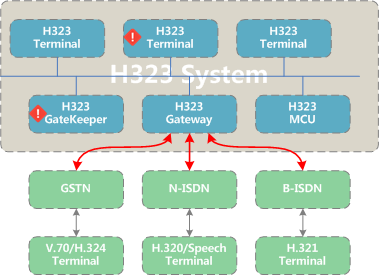 H323
Terminal
H323
Terminal
H323
Terminal
H323 System
H323
GateKeeper
H323
Gateway
H323
MCU
GSTN
N-ISDN
B-ISDN
V.70/H.324
Terminal
H.320/Speech
Terminal
H.321
Terminal